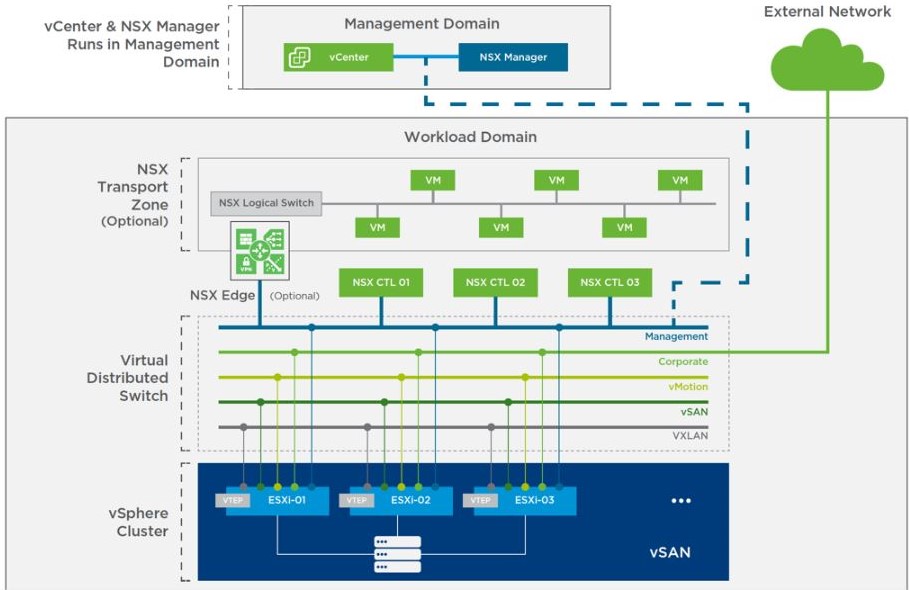 vCenter & NSX Manager
Runs in Management
Domain
Management Domain
vCenter
NSX Manager
External Network
Workload Domain
NSX
Transport
Zone
(Optional)
NSX Logical Switch
VM
VM
VM
VM
VM
VM
VPN
NSX Edge (Optional)
NSX CTL 01
NSX CTL 02
NSX CTL 03
Virtual
Distributed
Switch
Management
Corporate
vMotion
vSAN
VXLAN
vSphere
Cluster
VTEP
ESXi-01
VTEP
ESXi-02
VTEP
ESXi-03
...
vSAN